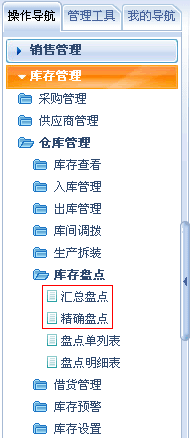 操作导航 管理工具 我的导航
销售管理
库存管理
采购管理
供应商管理
仓库管理
库存查看
入库管理
出库管理
库间调拨
生产拆装
库存盘点
汇总盘点
精确盘点
盘点单列表
盘点明细表
借货管理
库存预警
库存设置